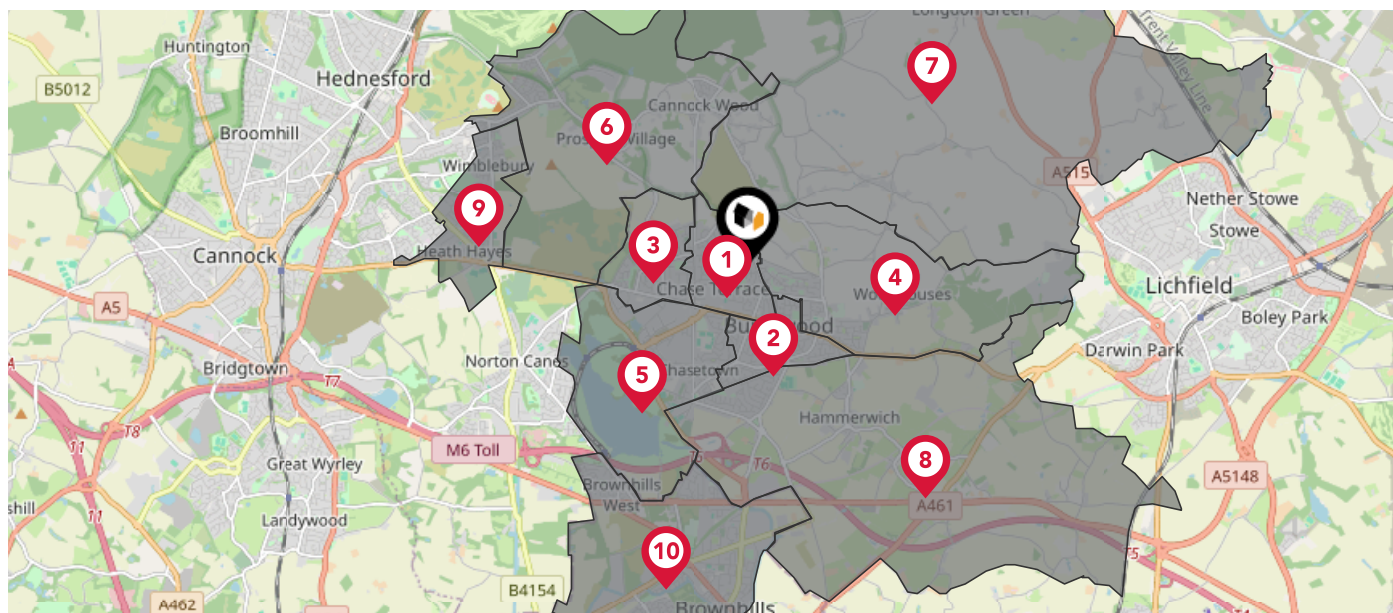 Longdon Green
Huntington
Hednesford
7
B5012
Trent Valley Line
Cannock Wood
Broomhill
6
Prospect Village
Wimblebury
A515
Nether Stowe
9
Stowe
Cannock
Heath Hayes
3
1
4
Chase Terrace
Woodhouses
Lichfield
A5
Boley Park
Burntwood
2
Darwin Park
Norton Canes
Bridgtown
5
Chasetown
T7
T8
11
Hammerwich
M6 Toll
T5
T6
8
Great Wyrley
A5148
Brownhills
West
A461
11
Landywood
10
T5
B4154
A462
Brownhills
T4